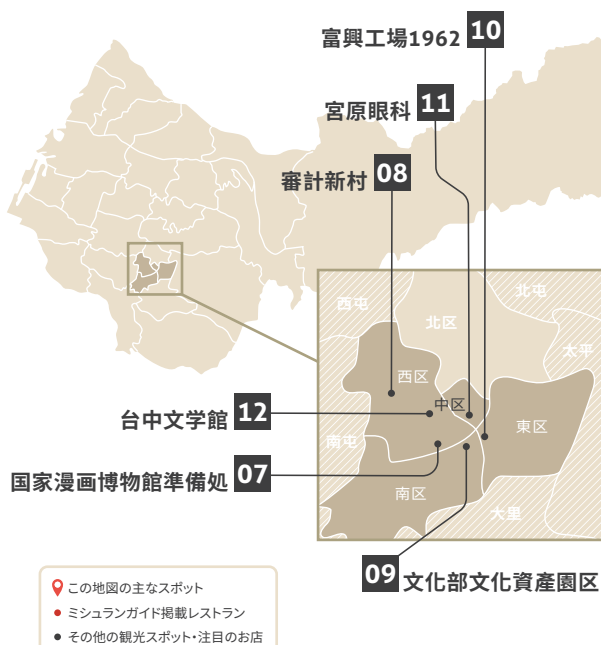 富興工場1962 10
宮原眼科 11
審計新村 08
西屯
北屯
北区
太平
西区
中区
台中文学館 12
東区
南屯
国家漫画博物館準備処 07
南区
大里
09 文化部文化資産園区
この地図の主なスポット
ミシュランガイド掲載レストラン
その他の観光スポット・注目のお店